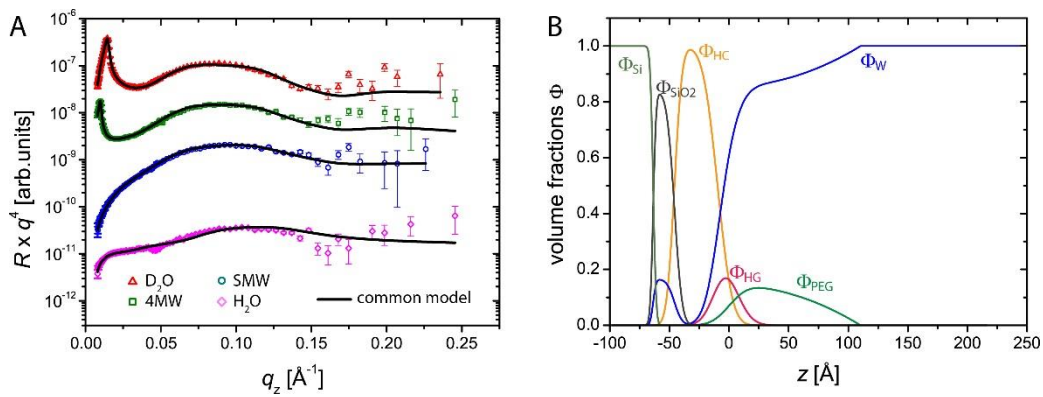 A
R x q⁴ [arb.units]
10⁻⁵
10⁻⁶
10⁻⁷
10⁻⁸
10⁻⁹
10⁻¹⁰
10⁻¹¹
10⁻¹²
D₂O
SMW
4MW
H₂O
common model
0.00 0.05 0.10 0.15 0.20 0.25
q_z [Å⁻¹]
B
volume fractions Φ
1.0
0.8
0.6
0.4
0.2
0.0
Φ_Si
Φ_HC
Φ_W
Φ_SiO2
Φ_HG
Φ_PEG
-100 -50 0 50 100 150 200 250
z [Å]